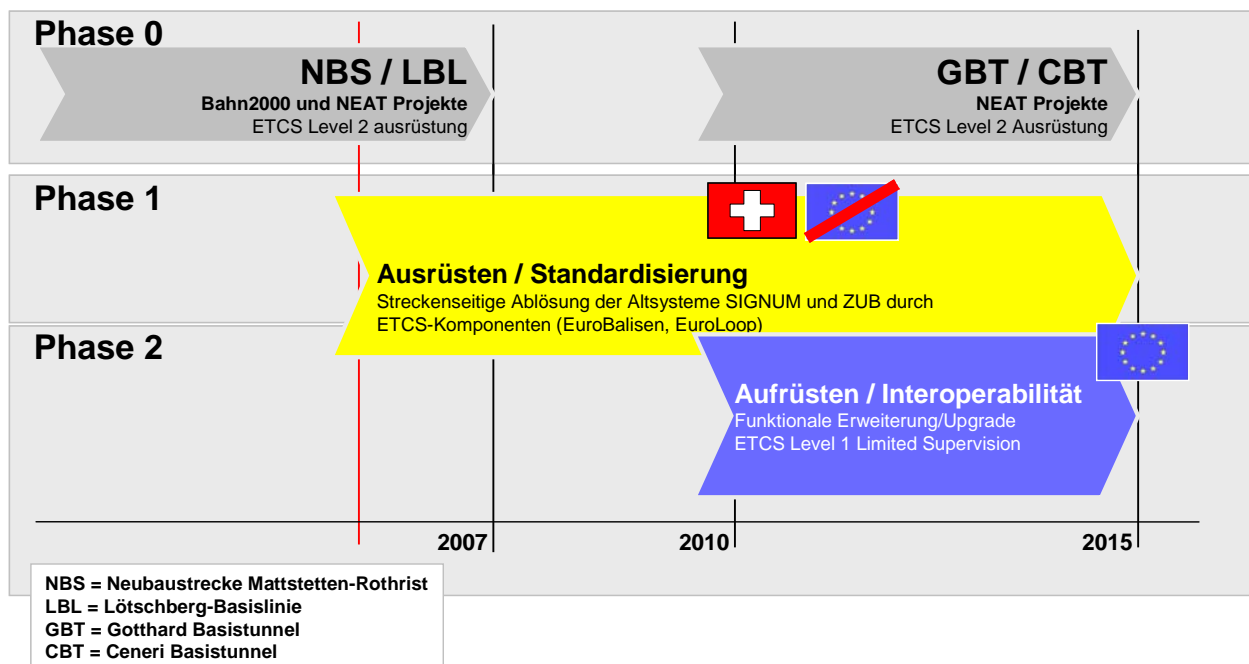 Phase 0
NBS / LBL
Bahn2000 und NEAT Projekte
ETCS Level 2 ausrüstung
GBT / CBT
NEAT Projekte
ETCS Level 2 Ausrüstung
Phase 1
Ausrüsten / Standardisierung
Streckenseitige Ablösung der Altsysteme SIGNUM und ZUB durch
ETCS-Komponenten (EuroBalisen, EuroLoop)
Phase 2
Aufrüsten / Interoperabilität
Funktionale Erweiterung/Upgrade
ETCS Level 1 Limited Supervision
2007
2010
2015
NBS = Neubaustrecke Mattstetten-Rothrist
LBL = Lötschberg-Basislinie
GBT = Gotthard Basistunnel
CBT = Ceneri Basistunnel